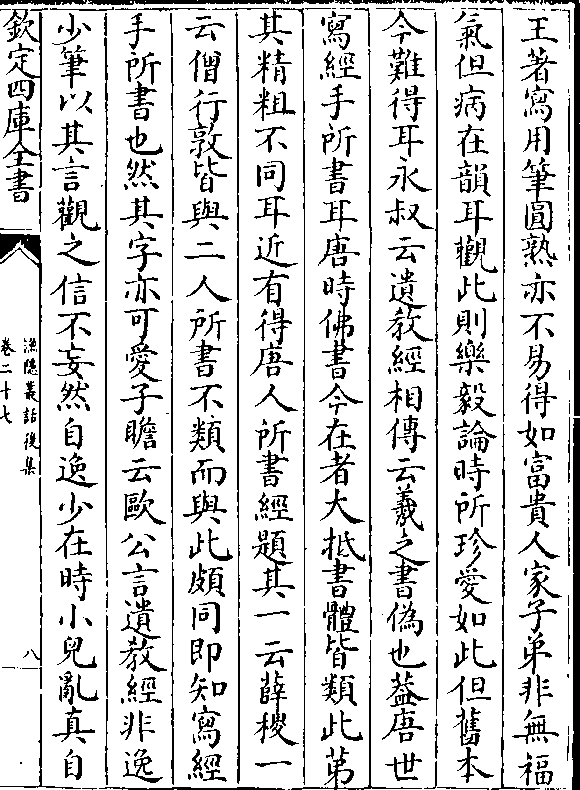 王著寫用筆圓熟亦不易得如富貴人家子弟非無福
氣但病在韻耳觀此則樂毅論時所珍愛如此但舊本
今難得耳永叔云遺教經相傳云羲之書偽也葢唐世
寫經手所書耳唐時佛書今在者大抵書體皆類此第
其精粗不同耳近有得唐人所書經題其一云薛稷一
云僧行敦皆與二人所書不類而與此頗同即知寫經
手所書也然其字亦可愛子瞻云歐公言遺教經非逸
少筆以其言觀之信不妄然自逸少在時小兒亂真自
欽定四庫全書
漁隱叢話後集
卷二十七
八